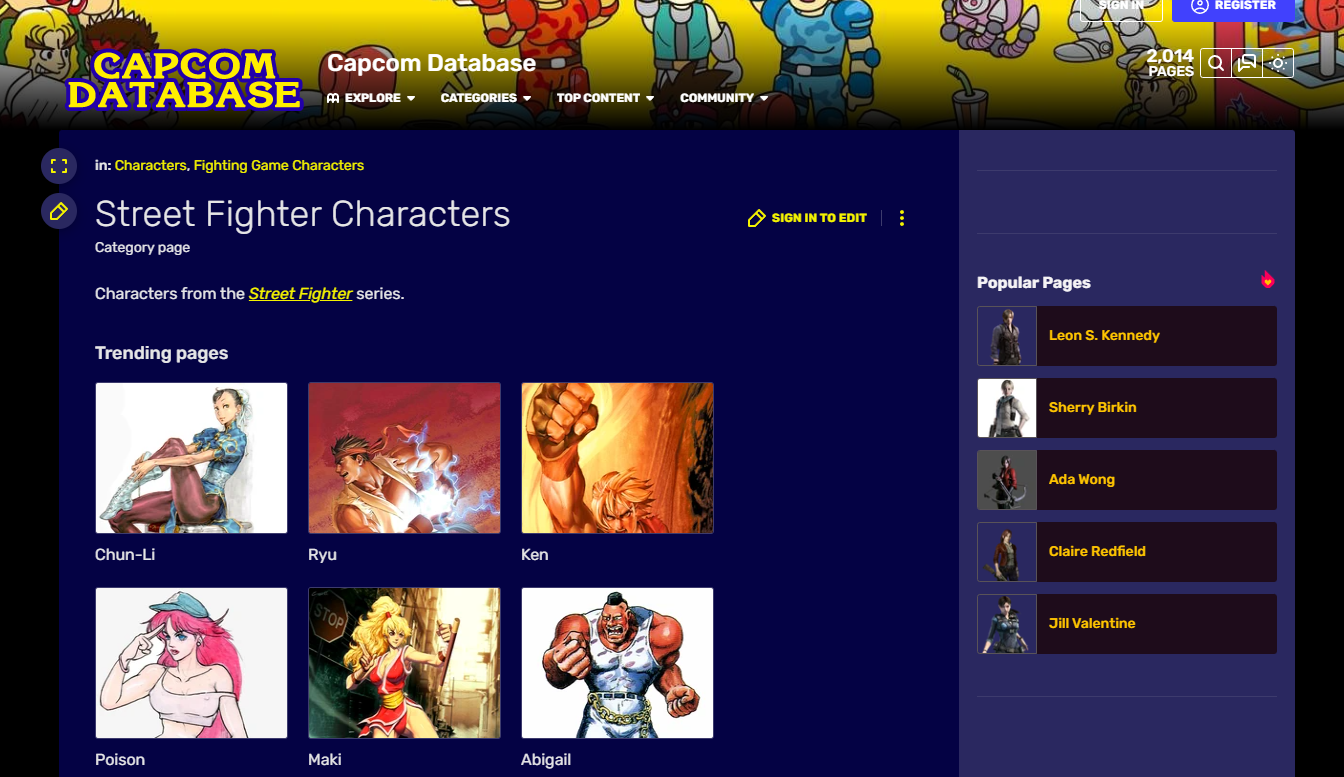 SIGN IN
REGISTER
CAPCOM
DATABASE
Capcom Database
2,014
PAGES
EXPLORE
CATEGORIES
TOP CONTENT
COMMUNITY
in: Characters, Fighting Game Characters
Street Fighter Characters
SIGN IN TO EDIT
Category page
Characters from the Street Fighter series.
Trending pages
STOP
Chun-Li
Ryu
Ken
Poison
Maki
Abigail
Popular Pages
Leon S. Kennedy
Sherry Birkin
Ada Wong
Claire Redfield
Jill Valentine